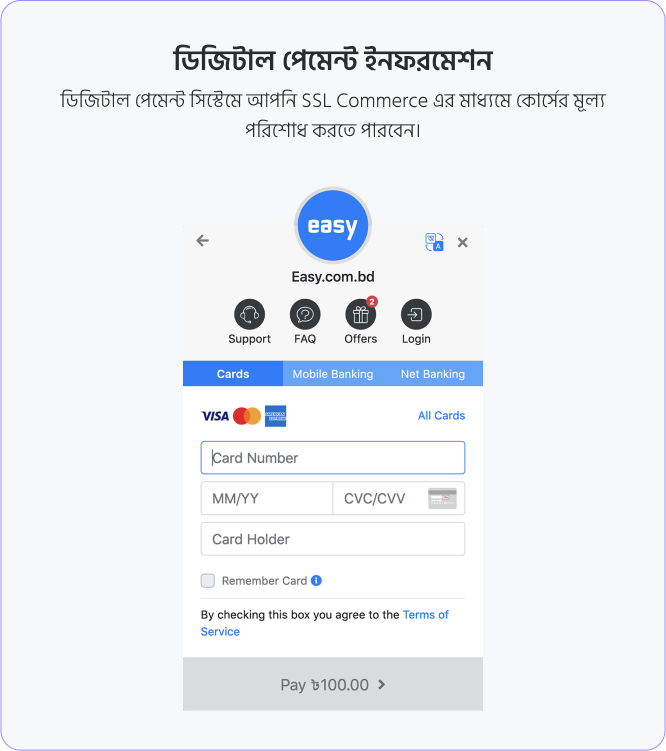 ডিজিটাল পেমেন্ট ইনফরমেশন
ডিজিটাল পেমেন্ট সিস্টেমে আপনি SSL Commerce এর মাধ্যমে কোর্সের মূল্য
পরিশোধ করতে পারবেন।
easy
Easy.com.bd
2
Support FAQ Offers Login
Cards Mobile Banking Net Banking
VISA All Cards
Card Number
MM/YY CVC/CVV
Card Holder
Remember Card
By checking this box you agree to the Terms of
Service
Pay ৳100.00